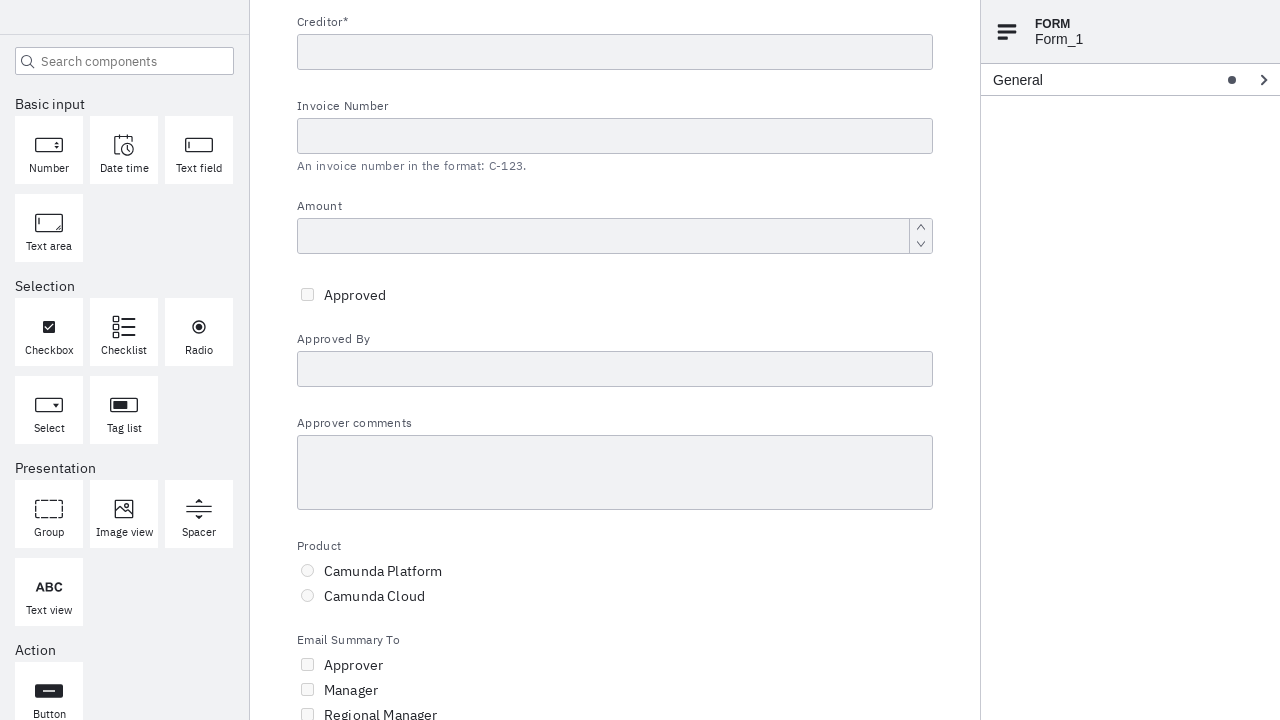 Search components
Basic input
Number
Date time
Text field
Text area
Selection
Checkbox
Checklist
Radio
Select
Tag list
Presentation
Group
Image view
Spacer
ABC
Text view
Action
Button
Creditor*
Invoice Number
An invoice number in the format: C-123.
Amount
Approved
Approved By
Approver comments
Product
Camunda Platform
Camunda Cloud
Email Summary To
Approver
Manager
Regional Manager
FORM
Form_1
General